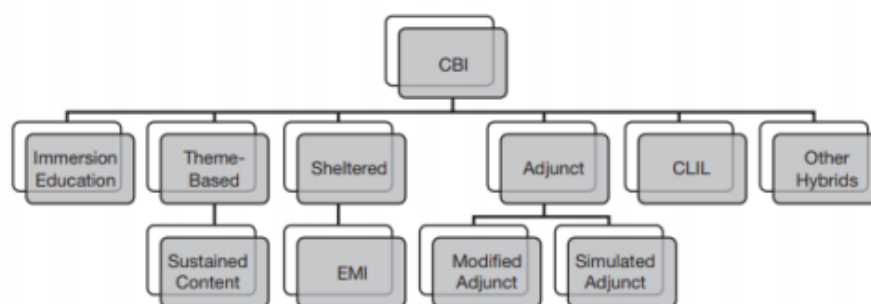 CBI
Immersion
Education
Theme-
Based
Sheltered
Adjunct
CLIL
Other
Hybrids
Sustained
Content
EMI
Modified
Adjunct
Simulated
Adjunct